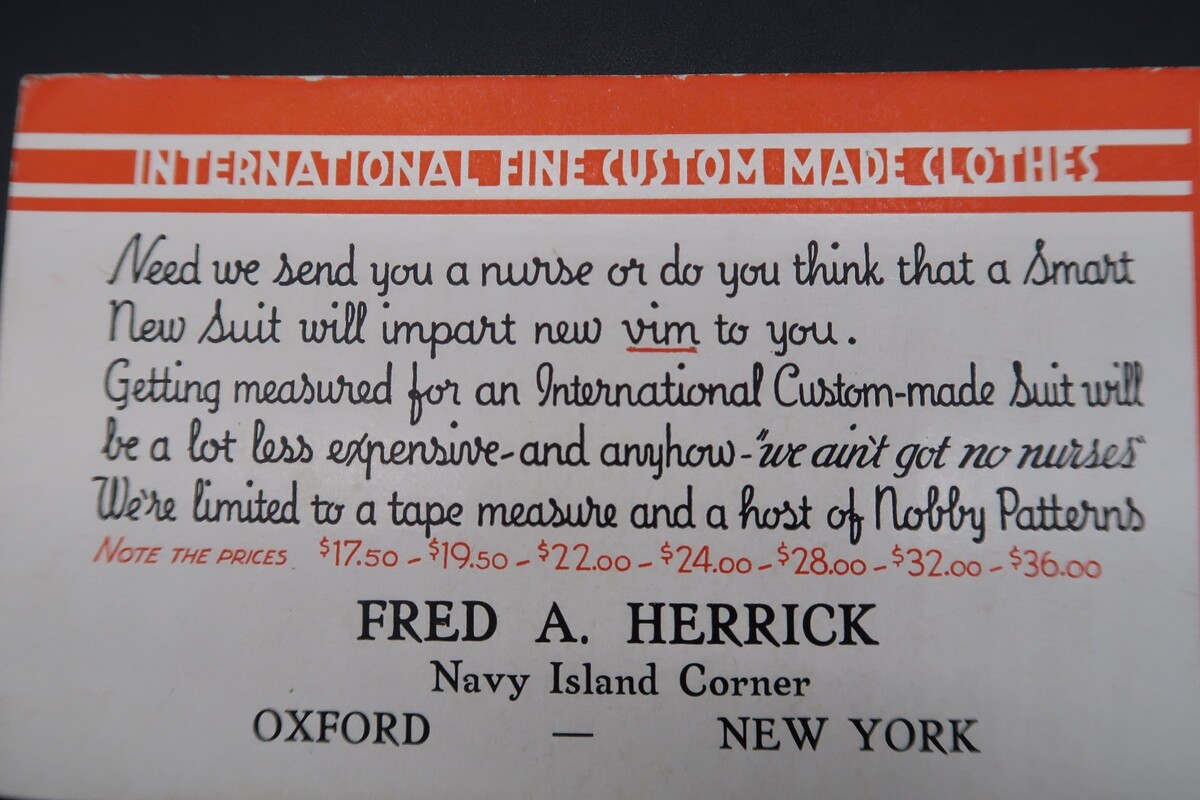 INTERNATIONAL FINE CUSTOM MADE CLOTHES
Need we send you a nurse or do you think that a Smart
New Suit will impart new vim to you.
Getting measured for an International Custom-made Suit will
be a lot less expensive-and anyhow-"we ain't got no nurses"
We're limited to a tape measure and a host of Nobby Patterns
NOTE THE PRICES $17.50 - $19.50 - $22.00 - $24.00 - $28.00 - $32.00 - $36.00
FRED A. HERRICK
Navy Island Corner
OXFORD — NEW YORK